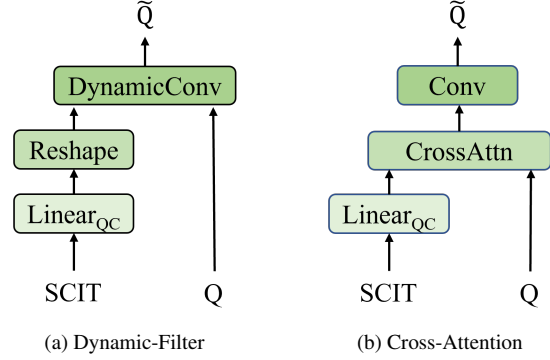 Q̃
DynamicConv
Reshape
Linear_QC
SCIT
Q
(a) Dynamic-Filter
Q̃
Conv
CrossAttn
Linear_QC
SCIT
Q
(b) Cross-Attention